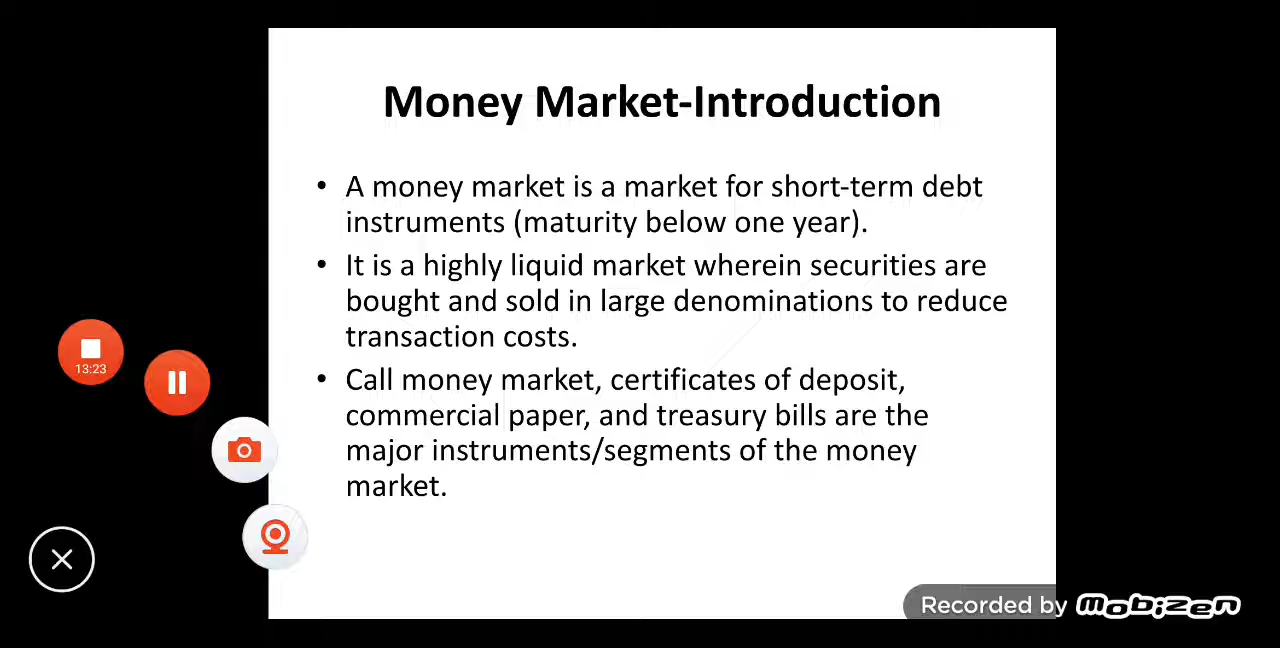 Money Market-Introduction
• A money market is a market for short-term debt
instruments (maturity below one year).
• It is a highly liquid market wherein securities are
bought and sold in large denominations to reduce
transaction costs.
• Call money market, certificates of deposit,
commercial paper, and treasury bills are the
major instruments/segments of the money
market.
13:23
Recorded by mobizen